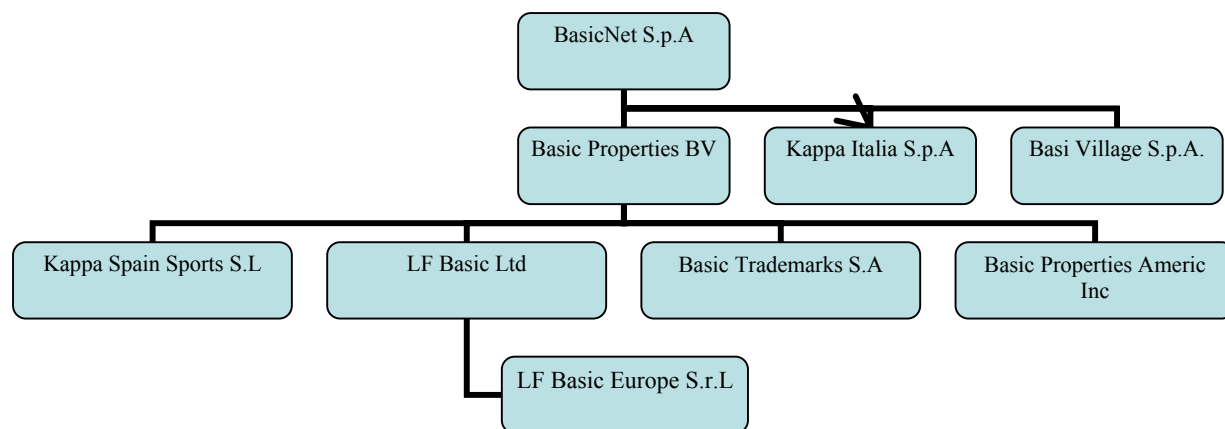 BasicNet S.p.A
Basic Properties BV
Kappa Italia S.p.A
Basi Village S.p.A.
Kappa Spain Sports S.L
LF Basic Ltd
Basic Trademarks S.A
Basic Properties Americ
Inc
LF Basic Europe S.r.L